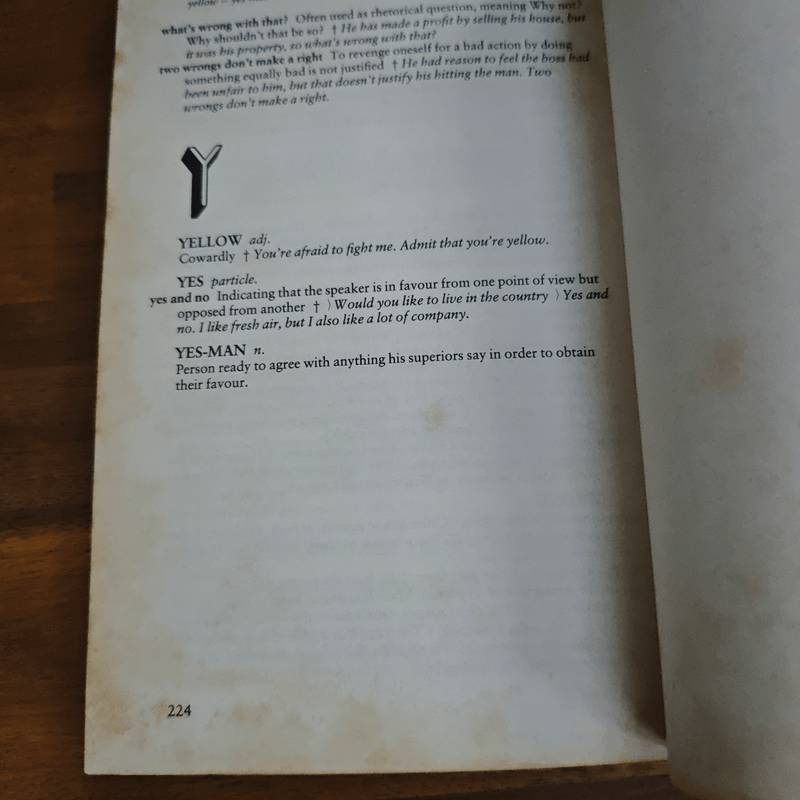 what's wrong with that? Often used as rhetorical question, meaning Why not?
Why shouldn't that be so? † He has made a profit by selling his house, but
it was his property, so what's wrong with that?
two wrongs don't make a right To revenge oneself for a bad action by doing
something equally bad is not justified † He had reason to feel the boss had
been unfair to him, but that doesn't justify his hitting the man. Two
wrongs don't make a right.
Y
YELLOW adj.
Cowardly † You're afraid to fight me. Admit that you're yellow.
YES particle.
yes and no Indicating that the speaker is in favour from one point of view but
opposed from another † ⟩ Would you like to live in the country ⟩ Yes and
no. I like fresh air, but I also like a lot of company.
YES-MAN n.
Person ready to agree with anything his superiors say in order to obtain
their favour.
224